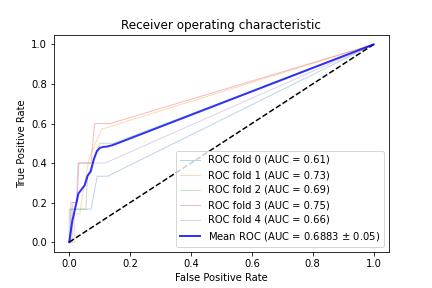 Receiver operating characteristic
1.0
0.8
0.6
0.4
0.2
0.0
True Positive Rate
ROC fold 0 (AUC = 0.61)
ROC fold 1 (AUC = 0.73)
ROC fold 2 (AUC = 0.69)
ROC fold 3 (AUC = 0.75)
ROC fold 4 (AUC = 0.66)
Mean ROC (AUC = 0.6883 ± 0.05)
0.0 0.2 0.4 0.6 0.8 1.0
False Positive Rate